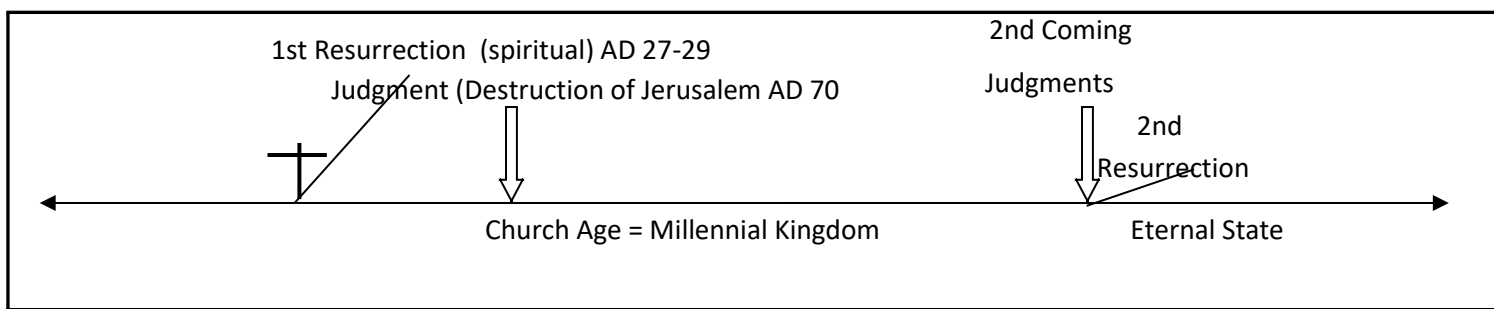 1st Resurrection  (spiritual) AD 27-29
Judgment (Destruction of Jerusalem AD 70
2nd Coming
Judgments
2nd
Resurrection
Church Age = Millennial Kingdom
Eternal State